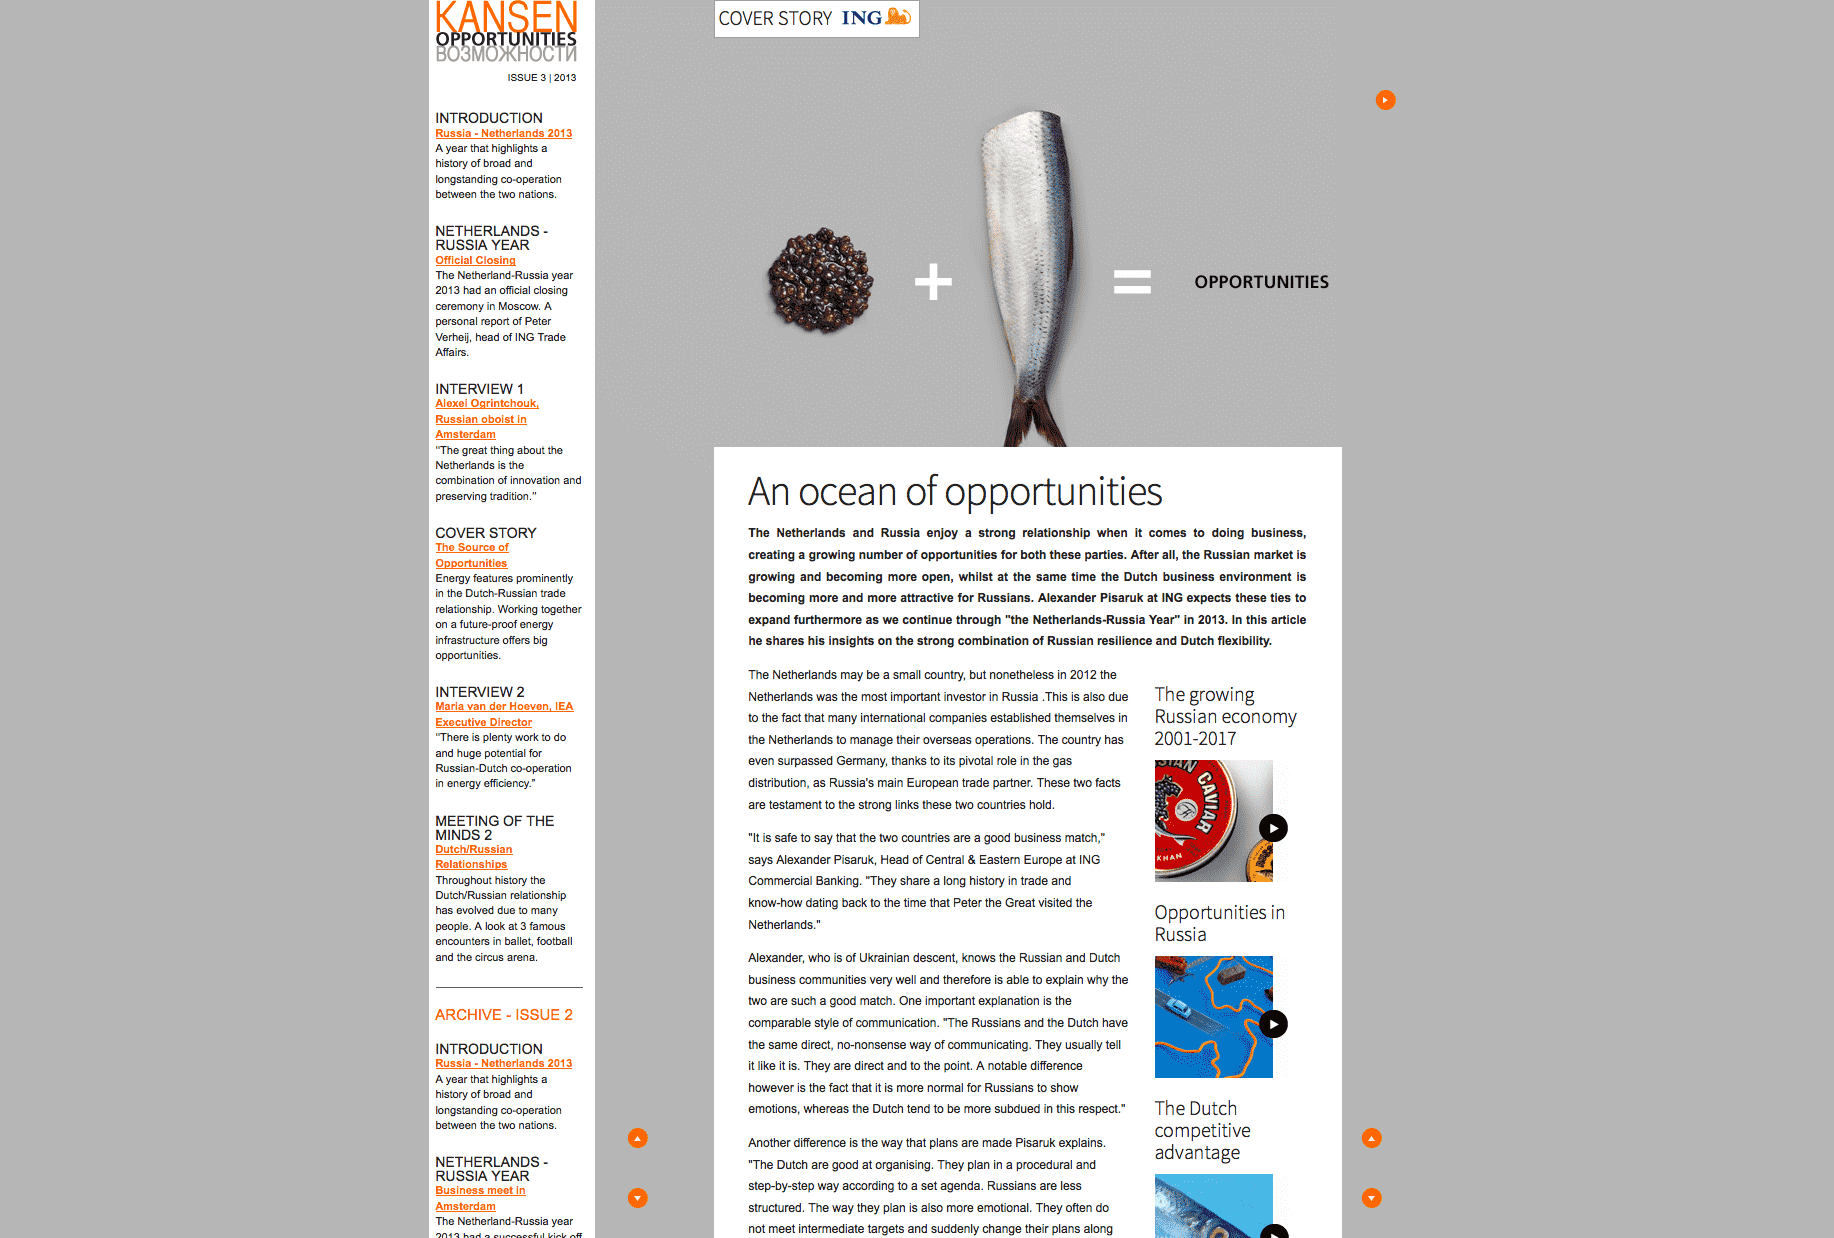 KANSEN
OPPORTUNITIES
ВОЗМОЖНОСТИ
ISSUE 3 | 2013
INTRODUCTION
Russia - Netherlands 2013
A year that highlights a
history of broad and
longstanding co-operation
between the two nations.
NETHERLANDS -
RUSSIA YEAR
Official Closing
The Netherland-Russia year
2013 had an official closing
ceremony in Moscow. A
personal report of Peter
Verheij, head of ING Trade
Affairs.
INTERVIEW 1
Alexei Ogrintchouk,
Russian oboist in
Amsterdam
"The great thing about the
Netherlands is the
combination of innovation and
preserving tradition."
COVER STORY
The Source of
Opportunities
Energy features prominently
in the Dutch-Russian trade
relationship. Working together
on a future-proof energy
infrastructure offers big
opportunities.
INTERVIEW 2
Maria van der Hoeven, IEA
Executive Director
"There is plenty work to do
and huge potential for
Russian-Dutch co-operation
in energy efficiency."
MEETING OF THE
MINDS 2
Dutch/Russian
Relationships
Throughout history the
Dutch/Russian relationship
has evolved due to many
people. A look at 3 famous
encounters in ballet, football
and the circus arena.
ARCHIVE - ISSUE 2
INTRODUCTION
Russia - Netherlands 2013
A year that highlights a
history of broad and
longstanding co-operation
between the two nations.
NETHERLANDS -
RUSSIA YEAR
Business meet in
Amsterdam
The Netherland-Russia year
2013 had a successful kick off
COVER STORY ING
+ = OPPORTUNITIES
An ocean of opportunities
The Netherlands and Russia enjoy a strong relationship when it comes to doing business,
creating a growing number of opportunities for both these parties. After all, the Russian market is
growing and becoming more open, whilst at the same time the Dutch business environment is
becoming more and more attractive for Russians. Alexander Pisaruk at ING expects these ties to
expand furthermore as we continue through "the Netherlands-Russia Year" in 2013. In this article
he shares his insights on the strong combination of Russian resilience and Dutch flexibility.
The Netherlands may be a small country, but nonetheless in 2012 the
Netherlands was the most important investor in Russia .This is also due
to the fact that many international companies established themselves in
the Netherlands to manage their overseas operations. The country has
even surpassed Germany, thanks to its pivotal role in the gas
distribution, as Russia's main European trade partner. These two facts
are testament to the strong links these two countries hold.
"It is safe to say that the two countries are a good business match,"
says Alexander Pisaruk, Head of Central & Eastern Europe at ING
Commercial Banking. "They share a long history in trade and
know-how dating back to the time that Peter the Great visited the
Netherlands."
Alexander, who is of Ukrainian descent, knows the Russian and Dutch
business communities very well and therefore is able to explain why the
two are such a good match. One important explanation is the
comparable style of communication. "The Russians and the Dutch have
the same direct, no-nonsense way of communicating. They usually tell
it like it is. They are direct and to the point. A notable difference
however is the fact that it is more normal for Russians to show
emotions, whereas the Dutch tend to be more subdued in this respect."
Another difference is the way that plans are made Pisaruk explains.
"The Dutch are good at organising. They plan in a procedural and
step-by-step way according to a set agenda. Russians are less
structured. The way they plan is also more emotional. They often do
not meet intermediate targets and suddenly change their plans along
The growing
Russian economy
2001-2017
SIAN CAVIAR
KHAN
Opportunities in
Russia
The Dutch
competitive
advantage